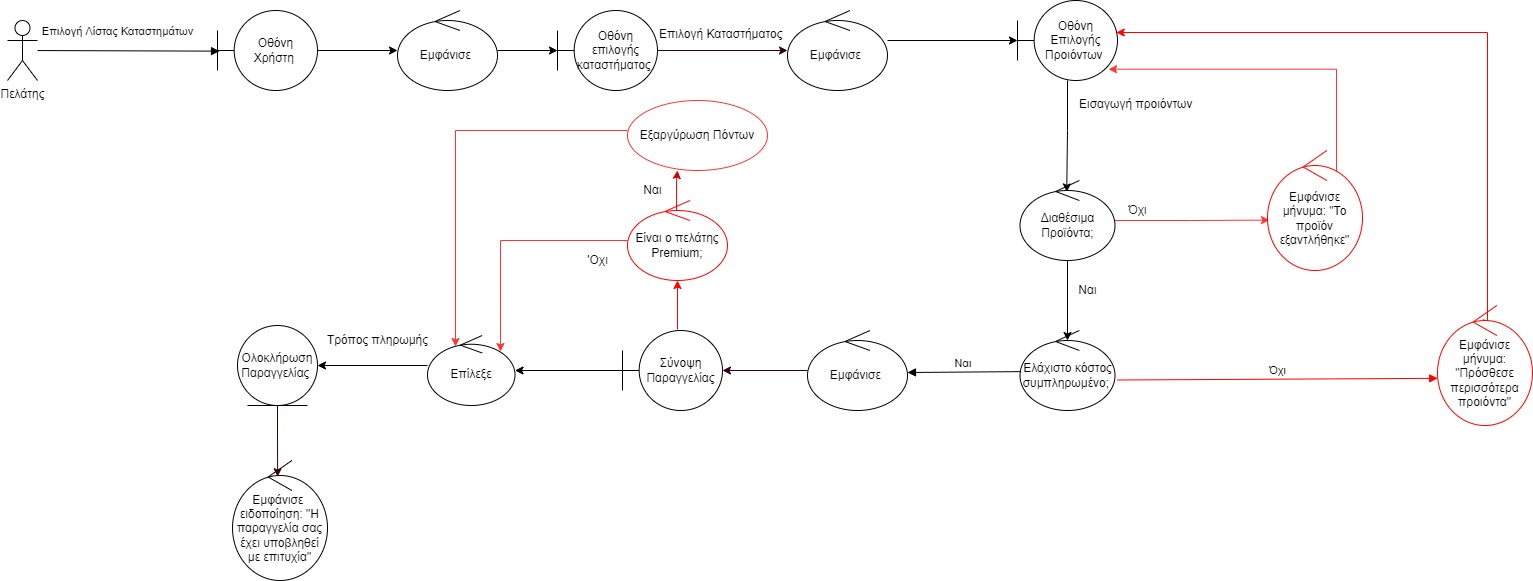 Επιλογή Λίστας Καταστημάτων
Πελάτης
Οθόνη
Χρήστη
Εμφάνισε
Οθόνη
επιλογής
καταστήματος
Επιλογή Καταστήματος
Εμφάνισε
Οθόνη
Επιλογής
Προιόντων
Εισαγωγή προιόντων
Εξαργύρωση Πόντων
Ναι
Είναι ο πελάτης
Premium;
'Οχι
Διαθέσιμα
Προϊόντα;
Όχι
Εμφάνισε
μήνυμα: "Το
προϊόν
εξαντλήθηκε"
Ναι
Ολοκλήρωση
Παραγγελίας
Τρόπος πληρωμής
Επίλεξε
Σύνοψη
Παραγγελίας
Εμφάνισε
Ναι
Ελάχιστο κόστος
συμπληρωμένο;
Όχι
Εμφάνισε
μήνυμα:
"Πρόσθεσε
περισσότερα
προιόντα"
Εμφάνισε
ειδοποίηση: "Η
παραγγελία σας
έχει υποβληθεί
με επιτυχία"